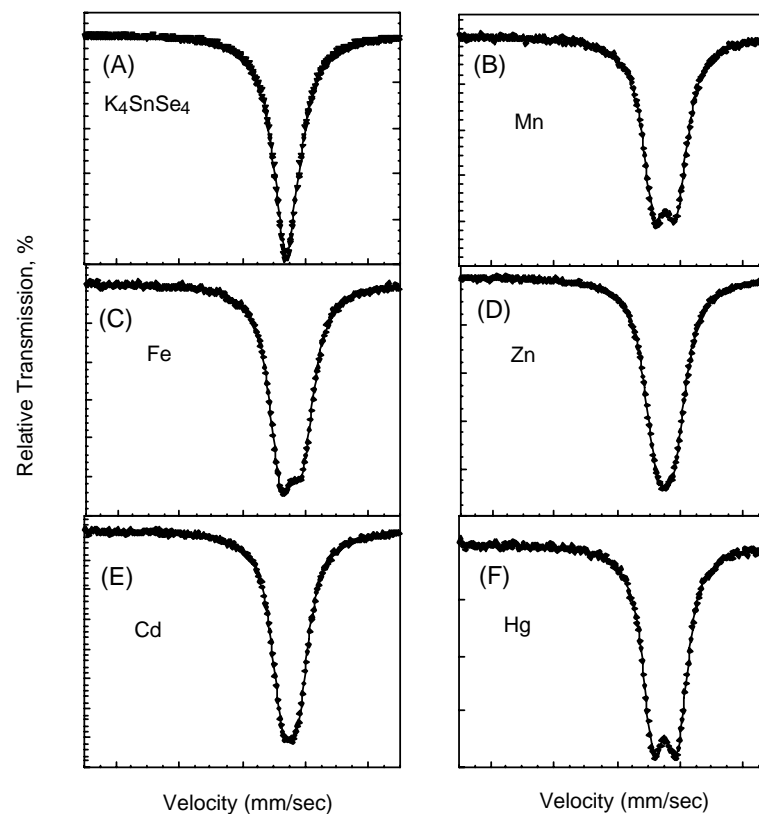 Relative Transmission, %
(A)
K4SnSe4
(B)
Mn
(C)
Fe
(D)
Zn
(E)
Cd
(F)
Hg
Velocity (mm/sec)
Velocity (mm/sec)